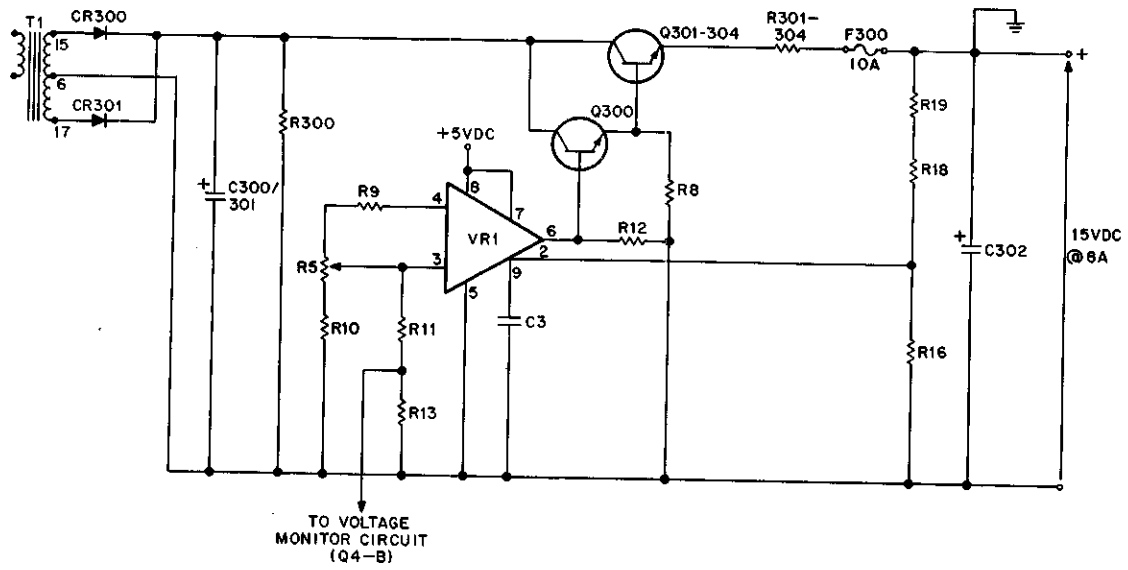 T1
15
6
17
CR300
CR301
R300
+
C300/
301
+5VDC
Q300
Q301-304
R301-
304
F300
10A
+
R19
R18
R8
R9
4
8
7
VR1
6
2
R12
R5
3
9
5
C3
R10
R11
R13
R16
+
C302
15VDC
@8A
TO VOLTAGE
MONITOR CIRCUIT
(Q4-B)